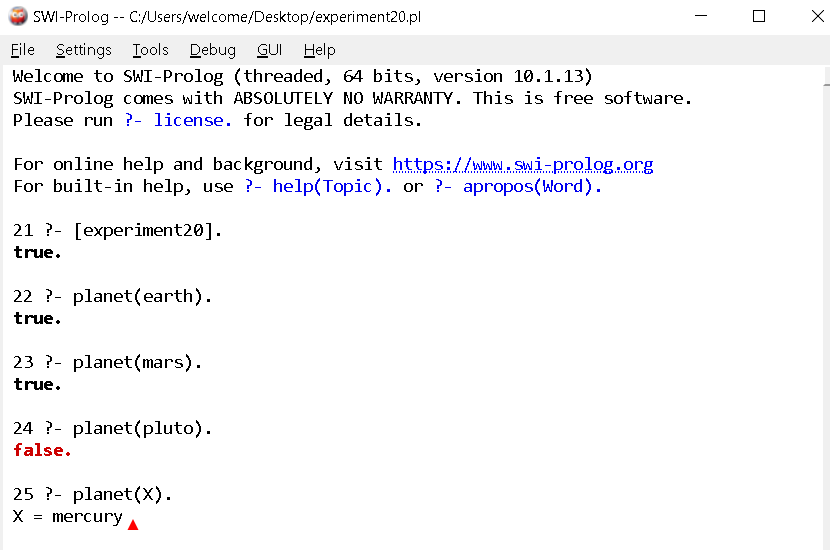 SWI-Prolog -- C:/Users/welcome/Desktop/experiment20.pl
File Settings Tools Debug GUI Help
Welcome to SWI-Prolog (threaded, 64 bits, version 10.1.13)
SWI-Prolog comes with ABSOLUTELY NO WARRANTY. This is free software.
Please run ?- license. for legal details.
For online help and background, visit https://www.swi-prolog.org
For built-in help, use ?- help(Topic). or ?- apropos(Word).
21 ?- [experiment20].
true.
22 ?- planet(earth).
true.
23 ?- planet(mars).
true.
24 ?- planet(pluto).
false.
25 ?- planet(X).
X = mercury